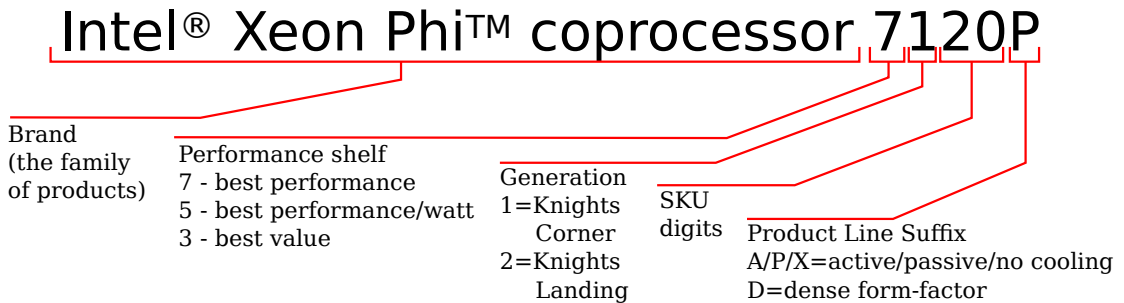 Intel® Xeon Phi™ coprocessor 7120P
Brand
(the family
of products)
Performance shelf
7 - best performance
5 - best performance/watt
3 - best value
Generation
1=Knights
Corner
2=Knights
Landing
SKU
digits
Product Line Suffix
A/P/X=active/passive/no cooling
D=dense form-factor